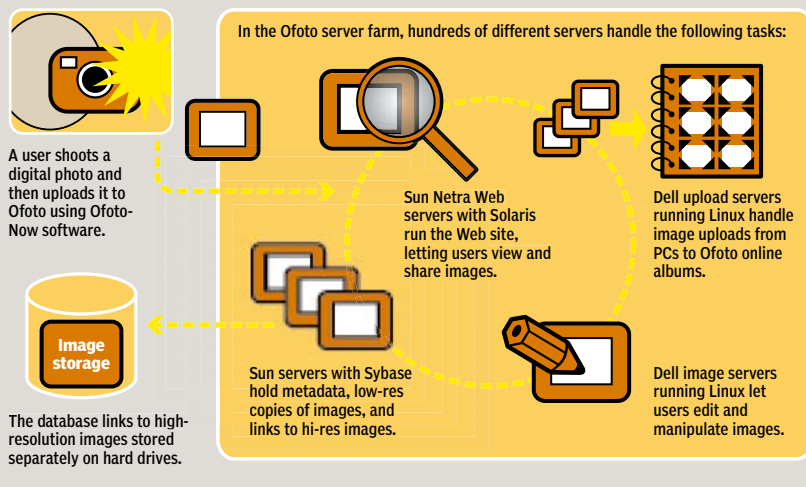 In the Ofoto server farm, hundreds of different servers handle the following tasks:
A user shoots a
digital photo and
then uploads it to
Ofoto using Ofoto-
Now software.
Sun Netra Web
servers with Solaris
run the Web site,
letting users view and
share images.
Dell upload servers
running Linux handle
image uploads from
PCs to Ofoto online
albums.
Image
storage
The database links to high-
resolution images stored
separately on hard drives.
Sun servers with Sybase
hold metadata, low-res
copies of images, and
links to hi-res images.
Dell image servers
running Linux let
users edit and
manipulate images.